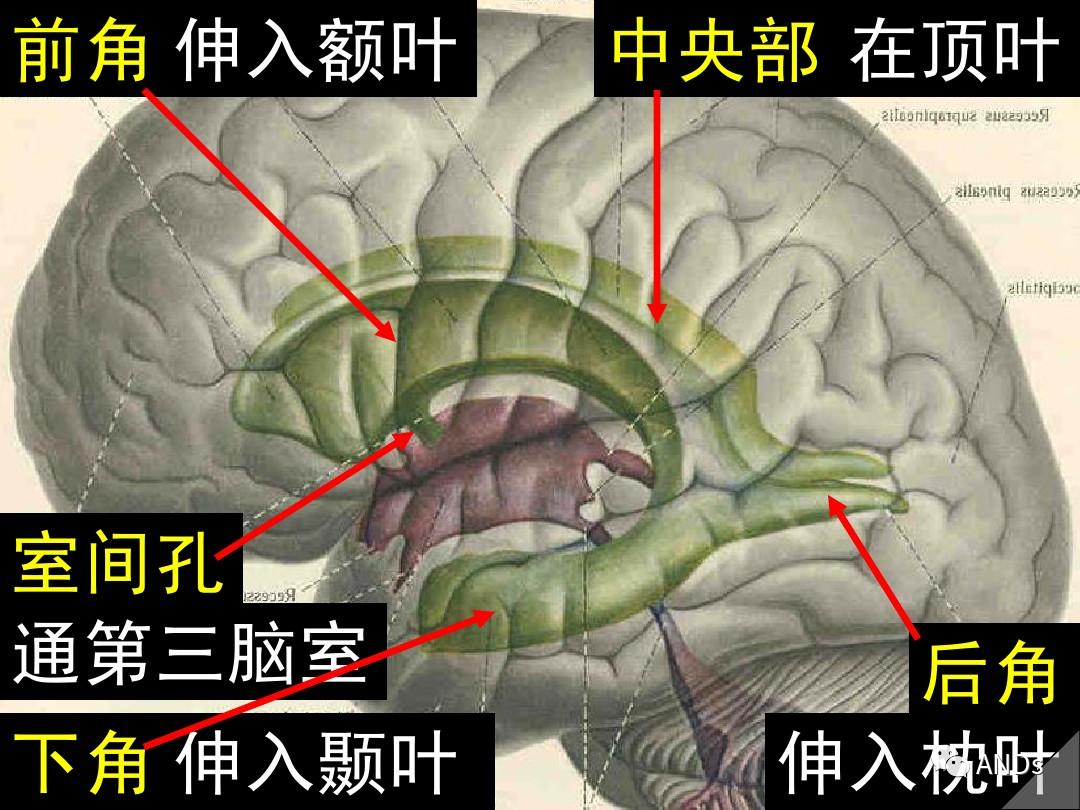 前角 伸入额叶
中央部 在顶叶
Recessus suprapinealis
Recessus pinealis
occipitalis
室间孔
Recessu
通第三脑室
后角
下角 伸入颞叶
伸入枕叶
ANDs